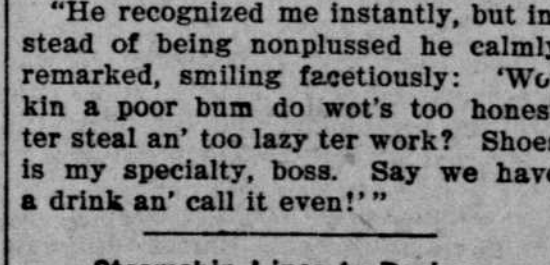 "He recognized me instantly, but in
stead of being nonplussed he calmly
remarked, smiling facetiously: 'Wo
kin a poor bum do wot's too hones
ter steal an' too lazy ter work? Shoes
is my specialty, boss. Say we have
a drink an' call it even!'"